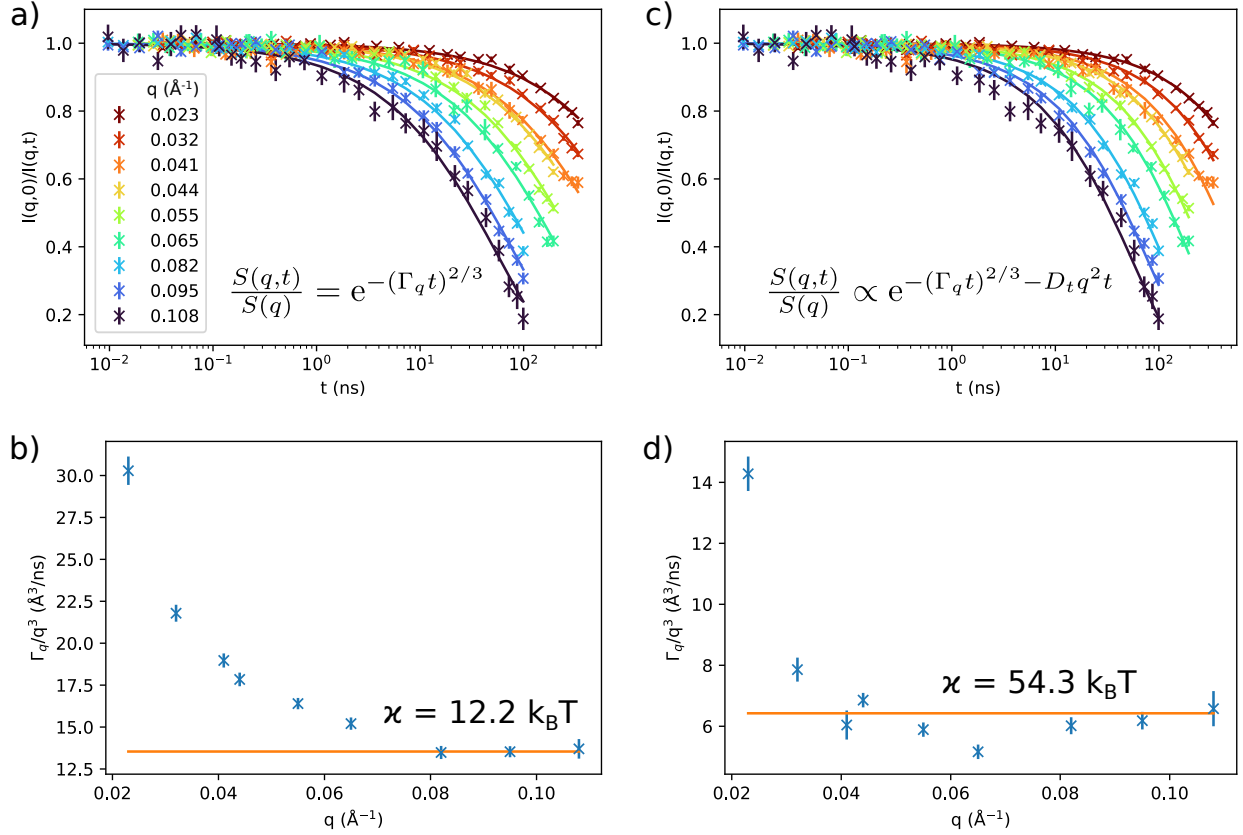 a)
I(q,0)/I(q,t)
1.0
0.8
0.6
0.4
0.2
q (Å⁻¹)
0.023
0.032
0.041
0.044
0.055
0.065
0.082
0.095
0.108
S(q,t)/S(q) = e^{-(Γ_q t)^{2/3}}
10⁻² 10⁻¹ 10⁰ 10¹ 10²
t (ns)
c)
I(q,0)/I(q,t)
1.0
0.8
0.6
0.4
0.2
S(q,t)/S(q) ∝ e^{-(Γ_q t)^{2/3} - D_t q² t}
10⁻² 10⁻¹ 10⁰ 10¹ 10²
t (ns)
b)
Γ_q/q³ (Å³/ns)
30.0
27.5
25.0
22.5
20.0
17.5
15.0
12.5
ϰ = 12.2 k_BT
0.02 0.04 0.06 0.08 0.10
q (Å⁻¹)
d)
Γ_q/q³ (Å³/ns)
14
12
10
8
6
ϰ = 54.3 k_BT
0.02 0.04 0.06 0.08 0.10
q (Å⁻¹)